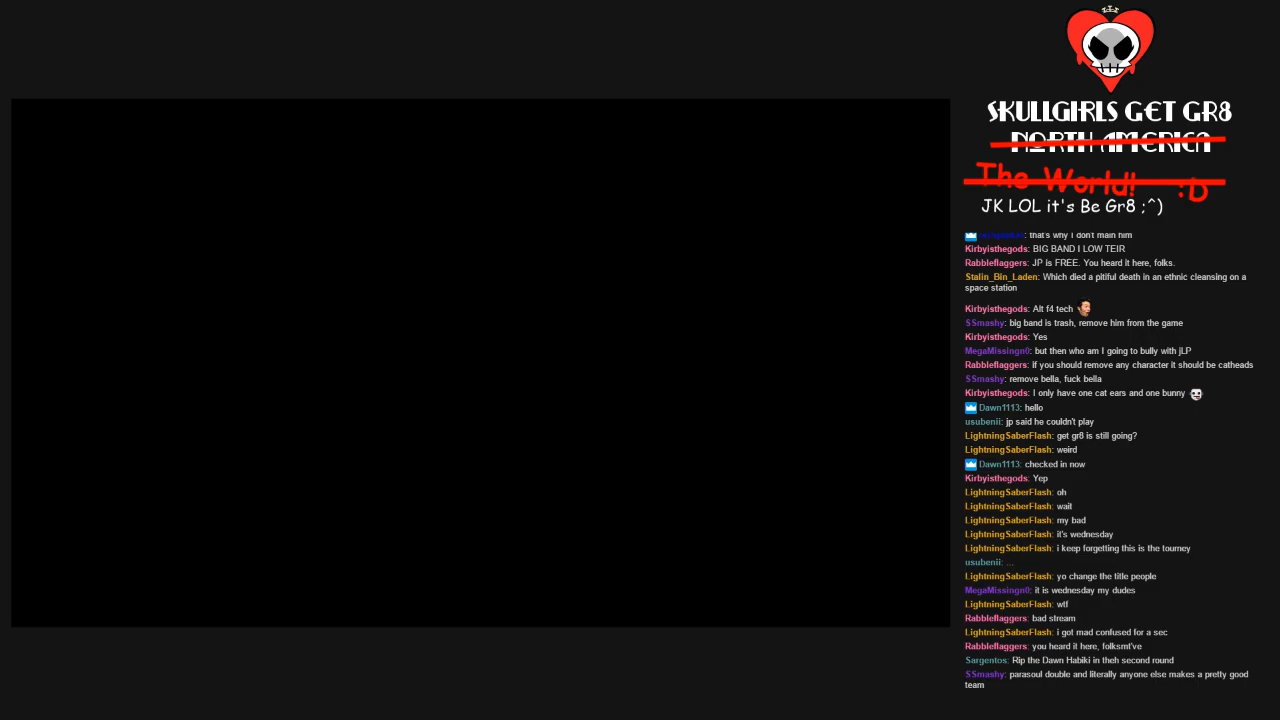 SKULLGIRLS GET GR8
NORTH AMERICA
The World! :D
JK LOL it's Be Gr8 ;^)
: that's why I don't main him
Kirbyisthegods: BIG BAND I LOW TEIR
Rabbleflaggers: JP is FREE. You heard it here, folks.
Stalin_Bin_Laden: Which died a pitiful death in an ethnic cleansing on a
space station
Kirbyisthegods: Alt f4 tech
SSmashy: big band is trash, remove him from the game
Kirbyisthegods: Yes
MegaMissingn0: but then who am I going to bully with jLP
Rabbleflaggers: if you should remove any character it should be catheads
SSmashy: remove bella, fuck bella
Kirbyisthegods: I only have one cat ears and one bunny
Dawn1113: hello
usubenii: jp said he couldn't play
LightningSaberFlash: get gr8 is still going?
LightningSaberFlash: weird
Dawn1113: checked in now
Kirbyisthegods: Yep
LightningSaberFlash: oh
LightningSaberFlash: wait
LightningSaberFlash: my bad
LightningSaberFlash: it's wednesday
LightningSaberFlash: i keep forgetting this is the tourney
usubenii: ...
LightningSaberFlash: yo change the title people
MegaMissingn0: it is wednesday my dudes
LightningSaberFlash: wtf
Rabbleflaggers: bad stream
LightningSaberFlash: i got mad confused for a sec
Rabbleflaggers: you heard it here, folksmt've
Sargentos: Rip the Dawn Habiki in theh second round
SSmashy: parasoul double and literally anyone else makes a pretty good
team